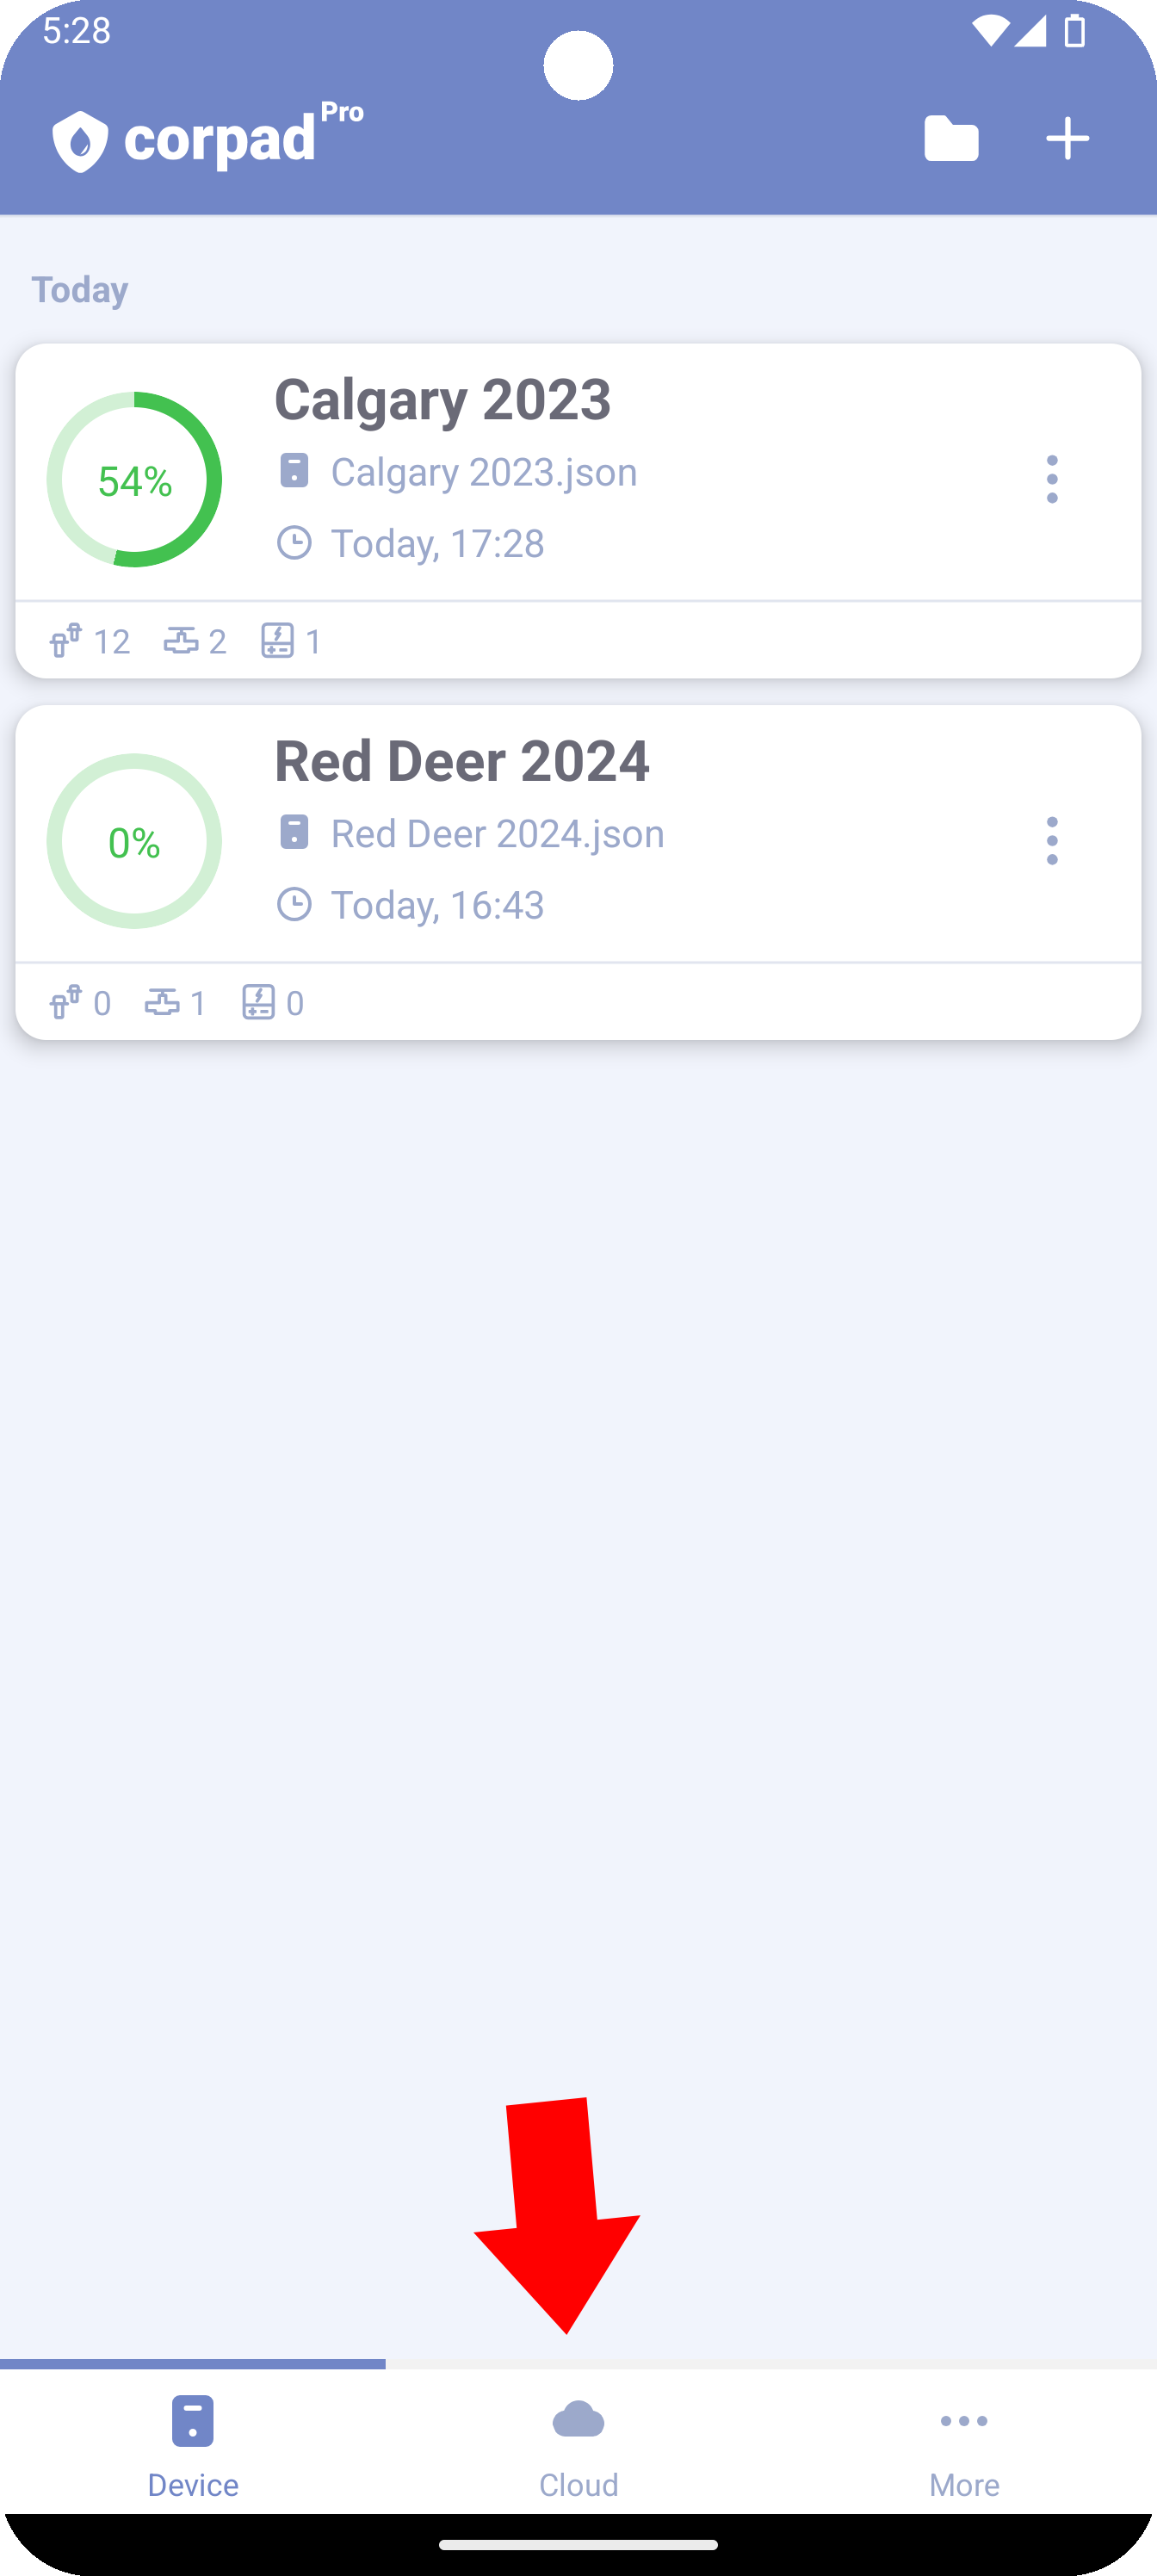 5:28
corpad Pro
Today
Calgary 2023
54%
Calgary 2023.json
Today, 17:28
12 2 1
Red Deer 2024
0%
Red Deer 2024.json
Today, 16:43
0 1 0
Device Cloud More